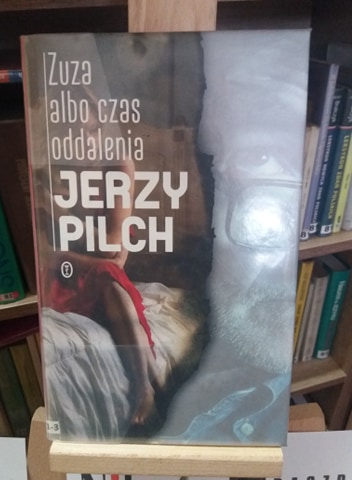 Zuza
albo czas
oddalenia
JERZY
PILCH